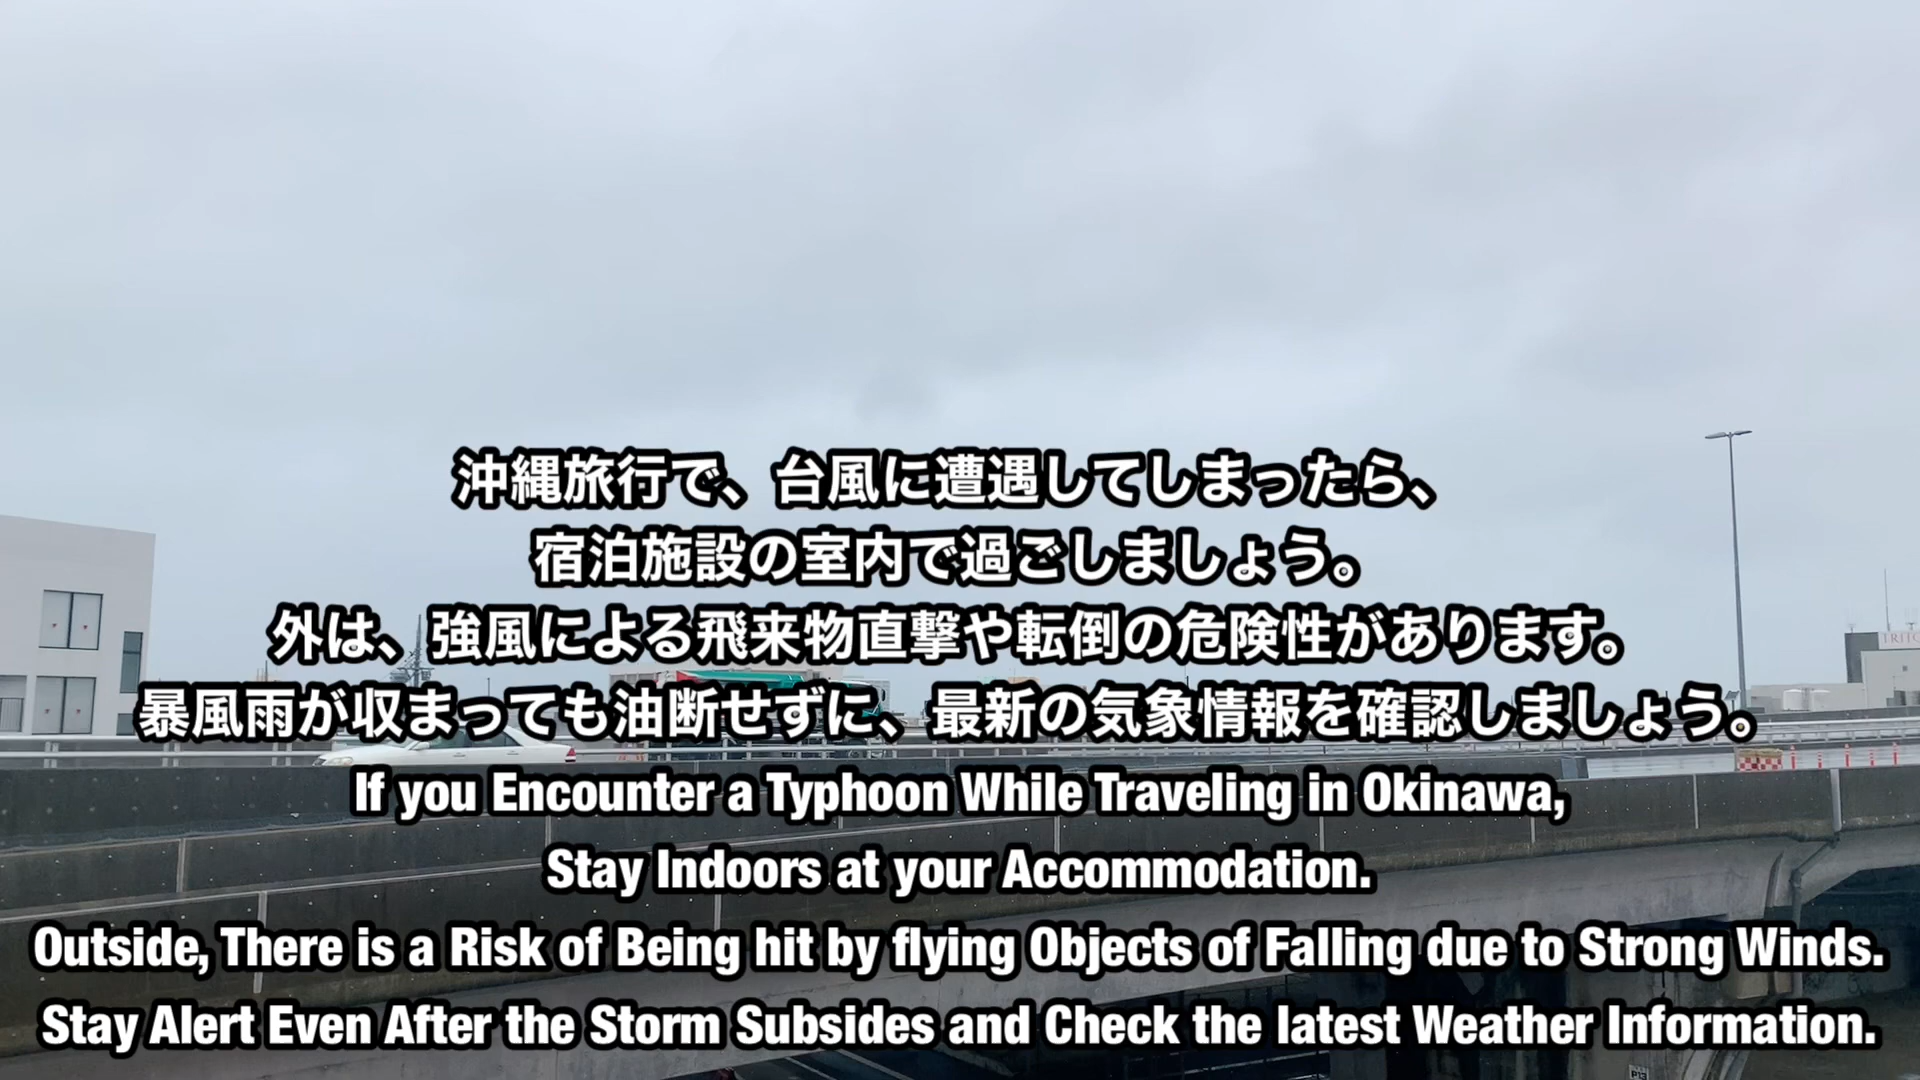 沖縄旅行で、台風に遭遇してしまったら、
宿泊施設の室内で過ごしましょう。
外は、強風による飛来物直撃や転倒の危険性があります。
暴風雨が収まっても油断せずに、最新の気象情報を確認しましょう。
If you Encounter a Typhoon While Traveling in Okinawa,
Stay Indoors at your Accommodation.
Outside, There is a Risk of Being hit by flying Objects of Falling due to Strong Winds.
Stay Alert Even After the Storm Subsides and Check the latest Weather Information.
P13